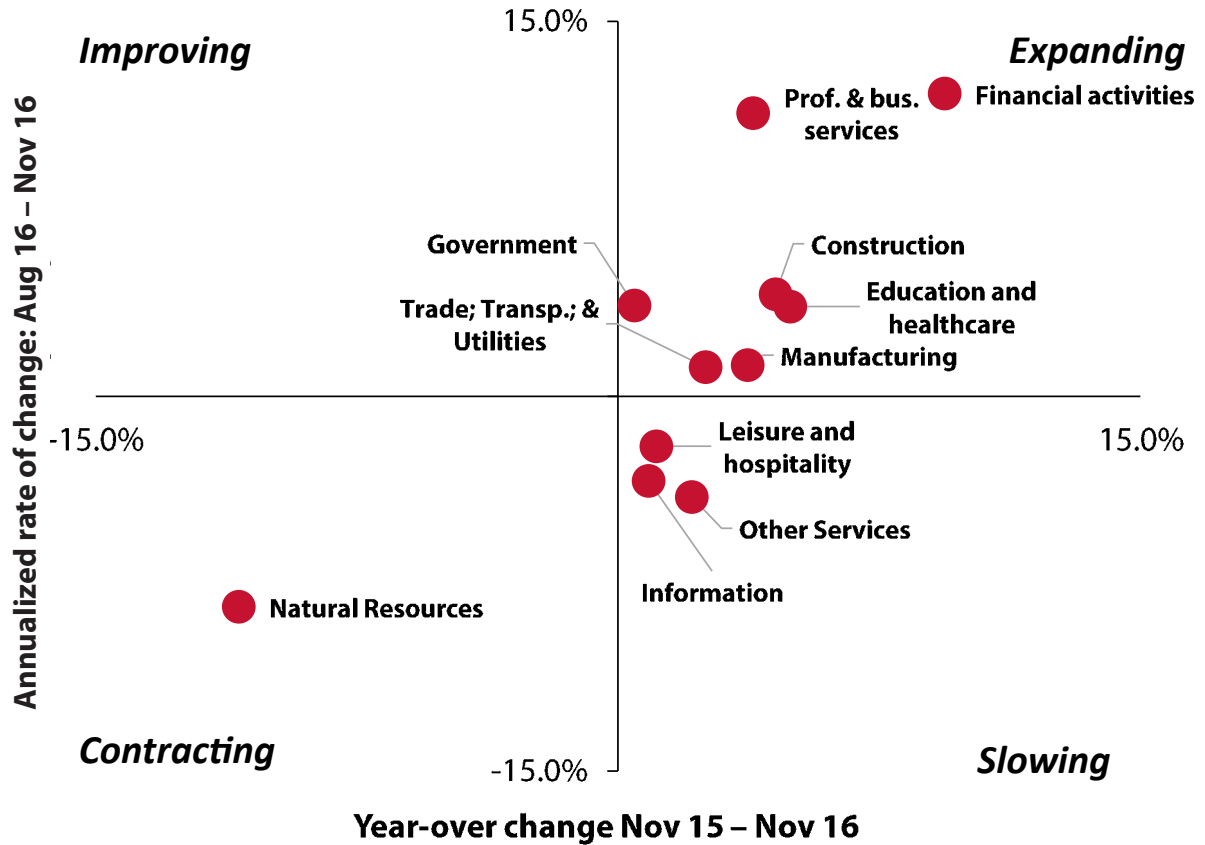 15.0%
Improving
Expanding
Prof. & bus.
services
Financial activities
Annualized rate of change: Aug 16 – Nov 16
Government
Construction
Trade; Transp.; &
Utilities
Education and
healthcare
Manufacturing
-15.0%
15.0%
Leisure and
hospitality
Other Services
Information
Natural Resources
Contracting
-15.0%
Slowing
Year-over change Nov 15 – Nov 16